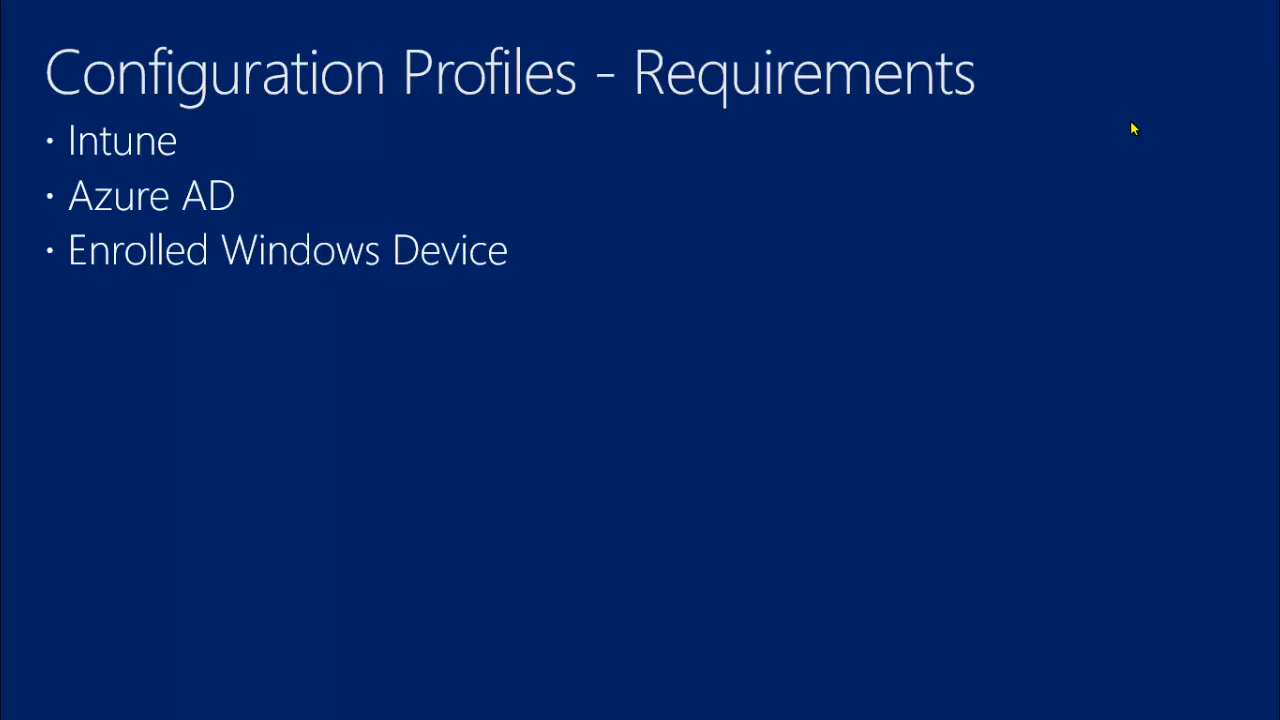 Configuration Profiles - Requirements
• Intune
• Azure AD
• Enrolled Windows Device